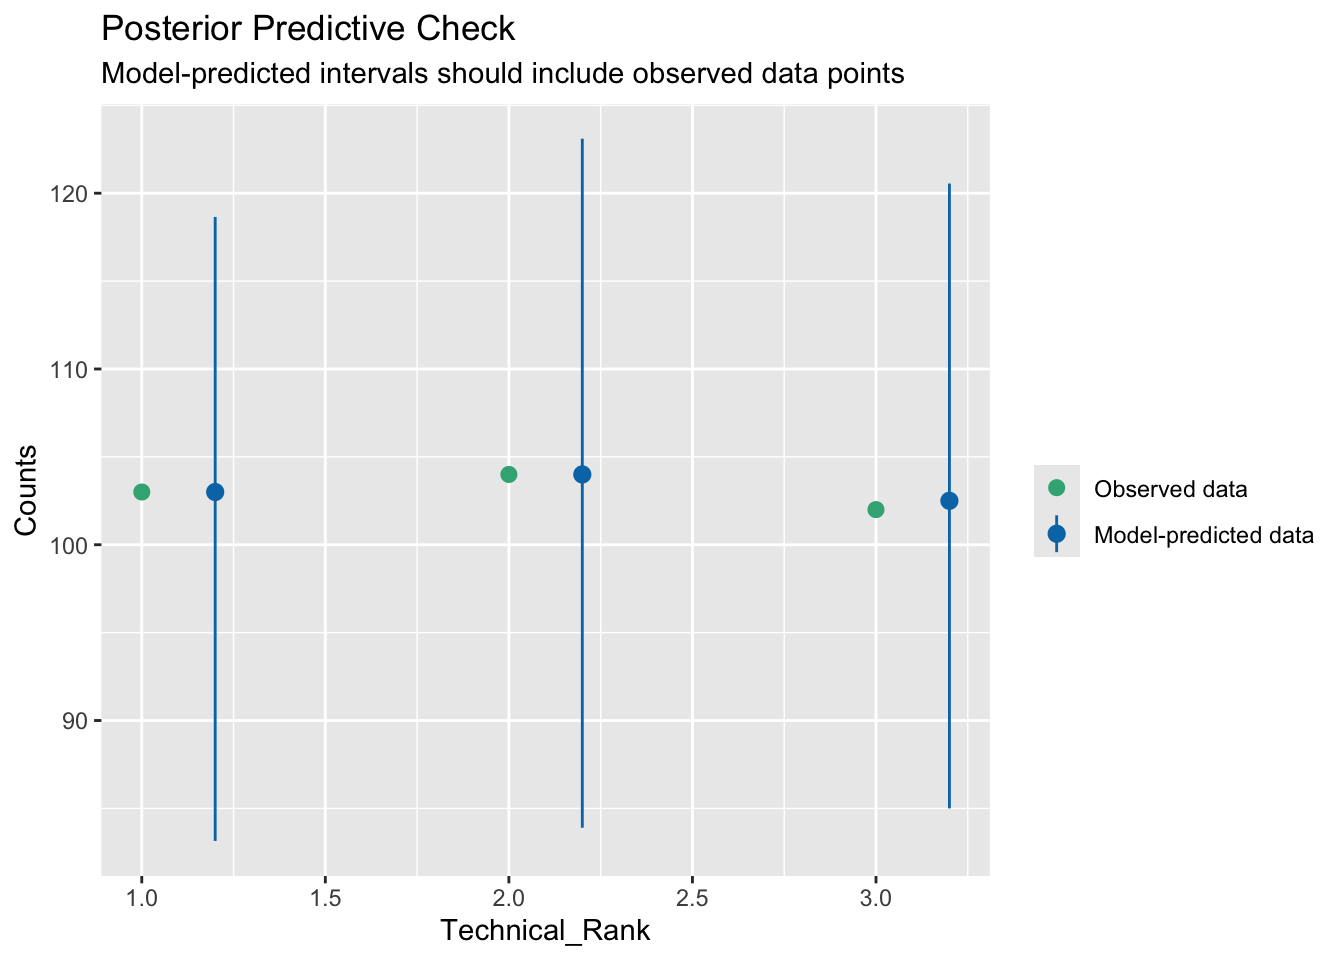 Posterior Predictive Check
Model-predicted intervals should include observed data points
120
110
100
90
Counts
1.0
1.5
2.0
2.5
3.0
Technical_Rank
Observed data
Model-predicted data